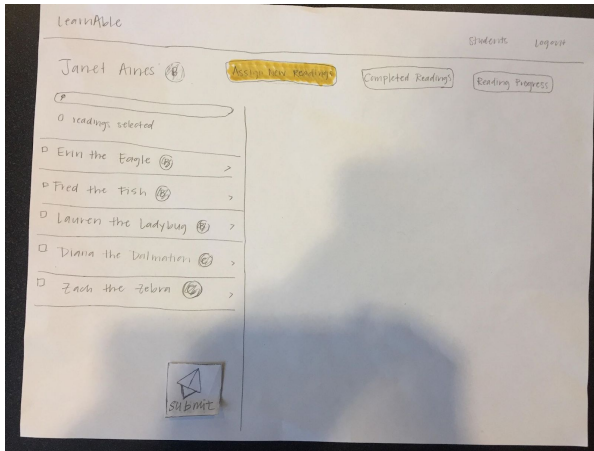 LearnAble
Students Logout
Janet Aines B
Assign New Readings
Completed Readings
Reading Progress
0 readings selected
Erin the Eagle B
Fred the Fish B
Lauren the Ladybug B
Diana the Dalmation C
Zach the Zebra
submit